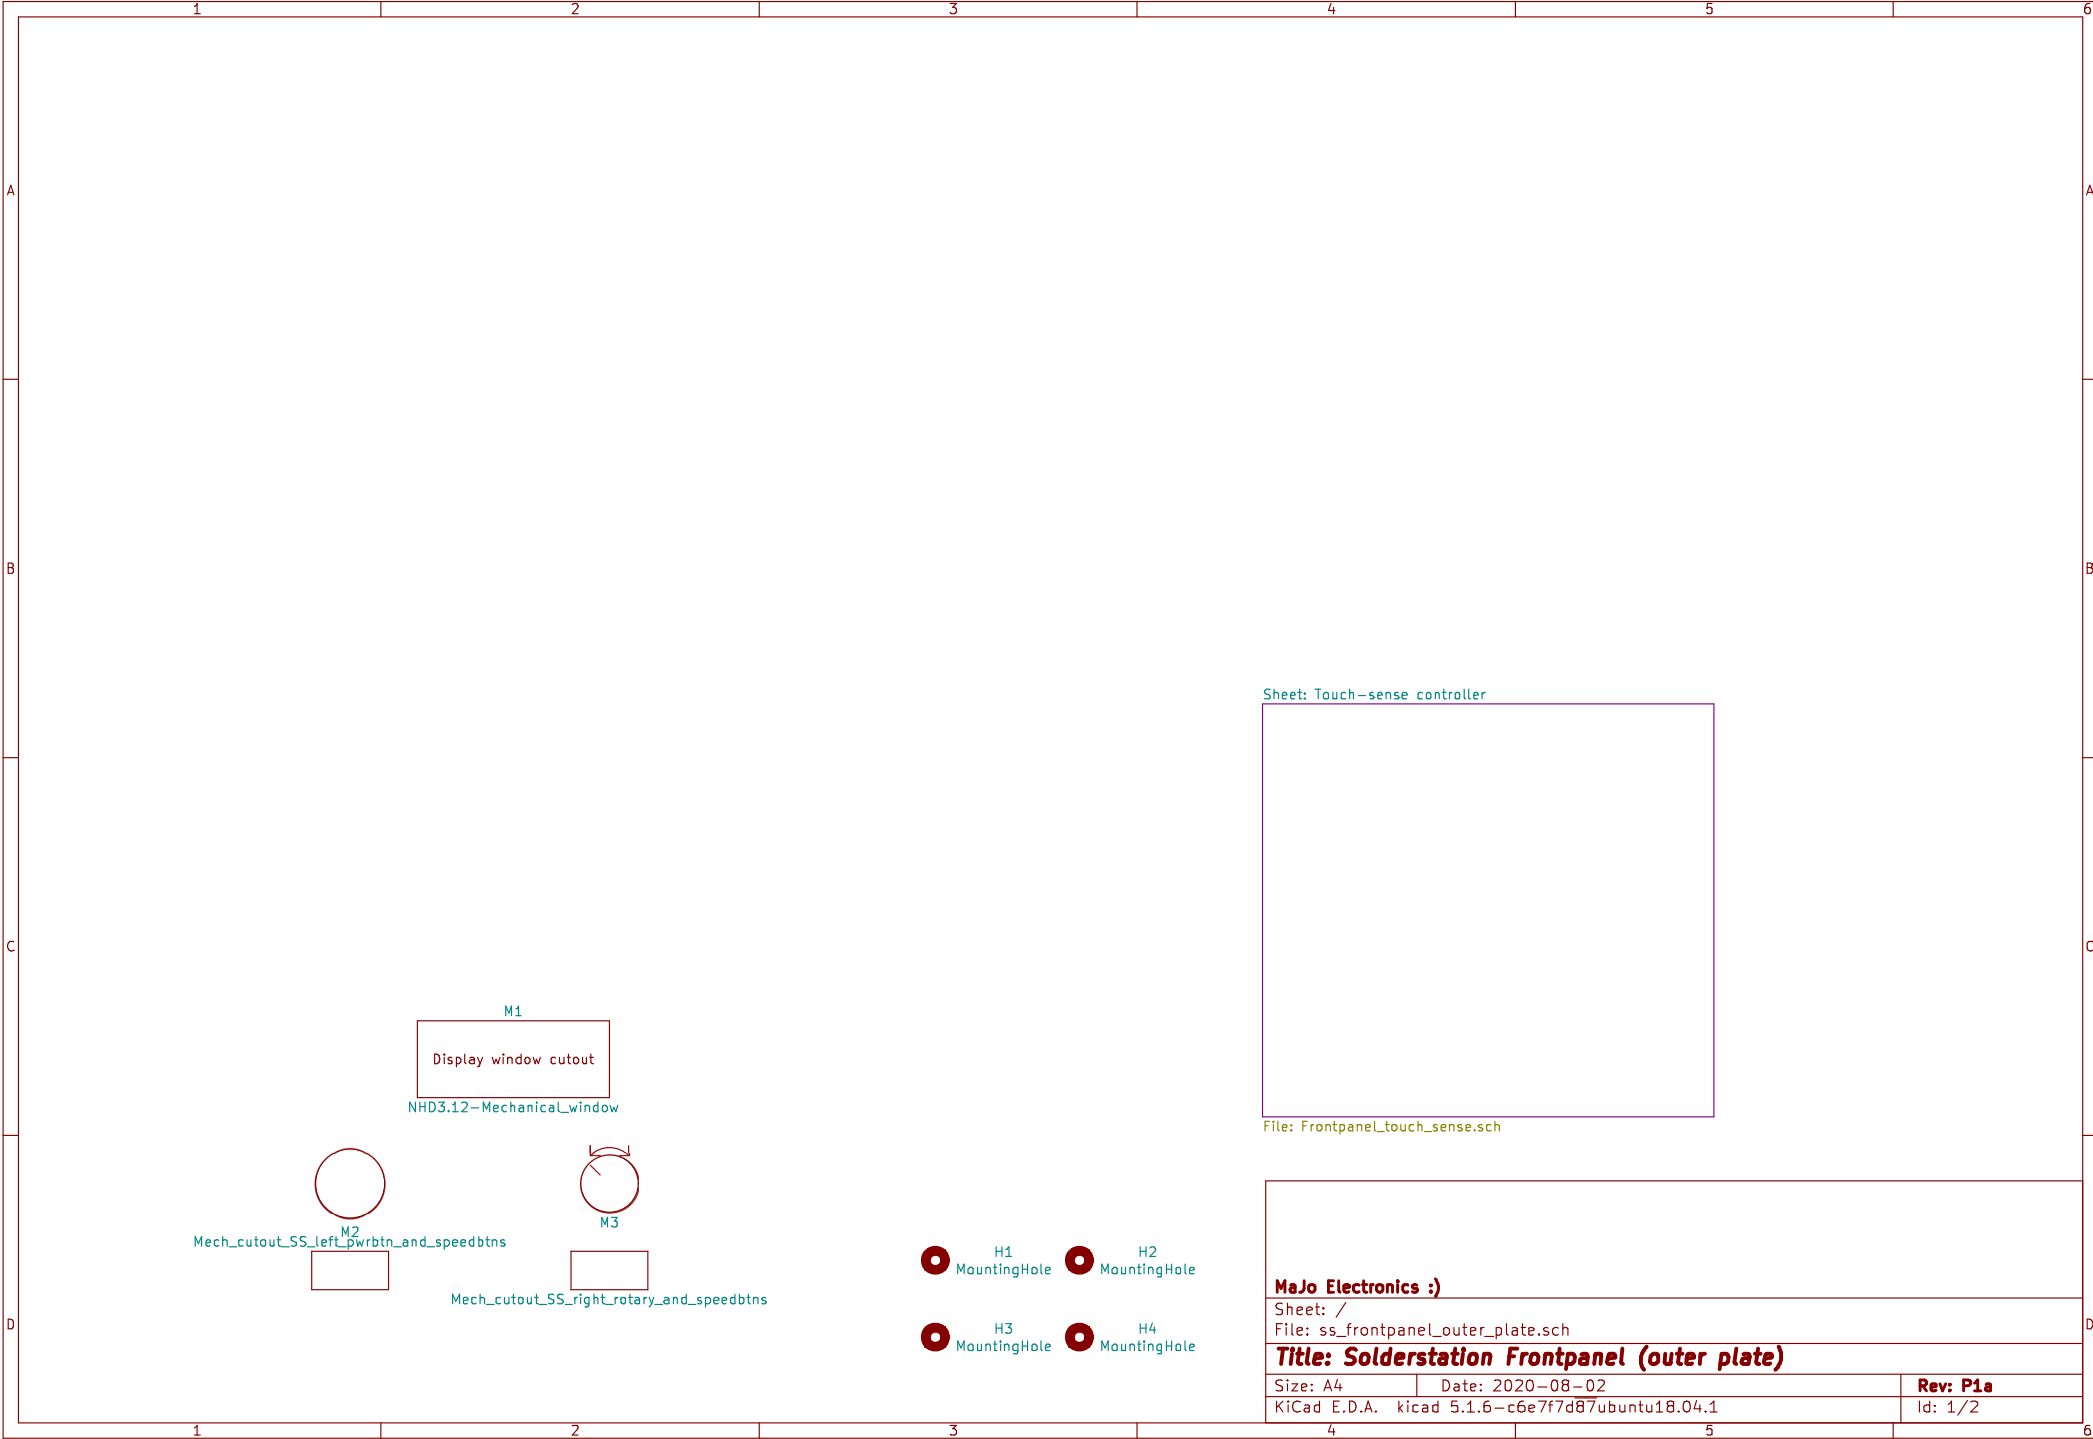 1 2 3 4 5 6
A A
B B
Sheet: Touch-sense controller
C C
M1
Display window cutout
NHD3.12-Mechanical_window
File: Frontpanel_touch_sense.sch
M3
M2
Mech_cutout_SS_left_pwrbtn_and_speedbtns
Mech_cutout_SS_right_rotary_and_speedbtns
H1
MountingHole
H2
MountingHole
H3
MountingHole
H4
MountingHole
D D
MaJo Electronics :)
Sheet: /
File: ss_frontpanel_outer_plate.sch
Title: Solderstation Frontpanel (outer plate)
Size: A4 Date: 2020-08-02 Rev: P1a
KiCad E.D.A. kicad 5.1.6-c6e7f7d87ubuntu18.04.1 Id: 1/2
1 2 3 4 5 6